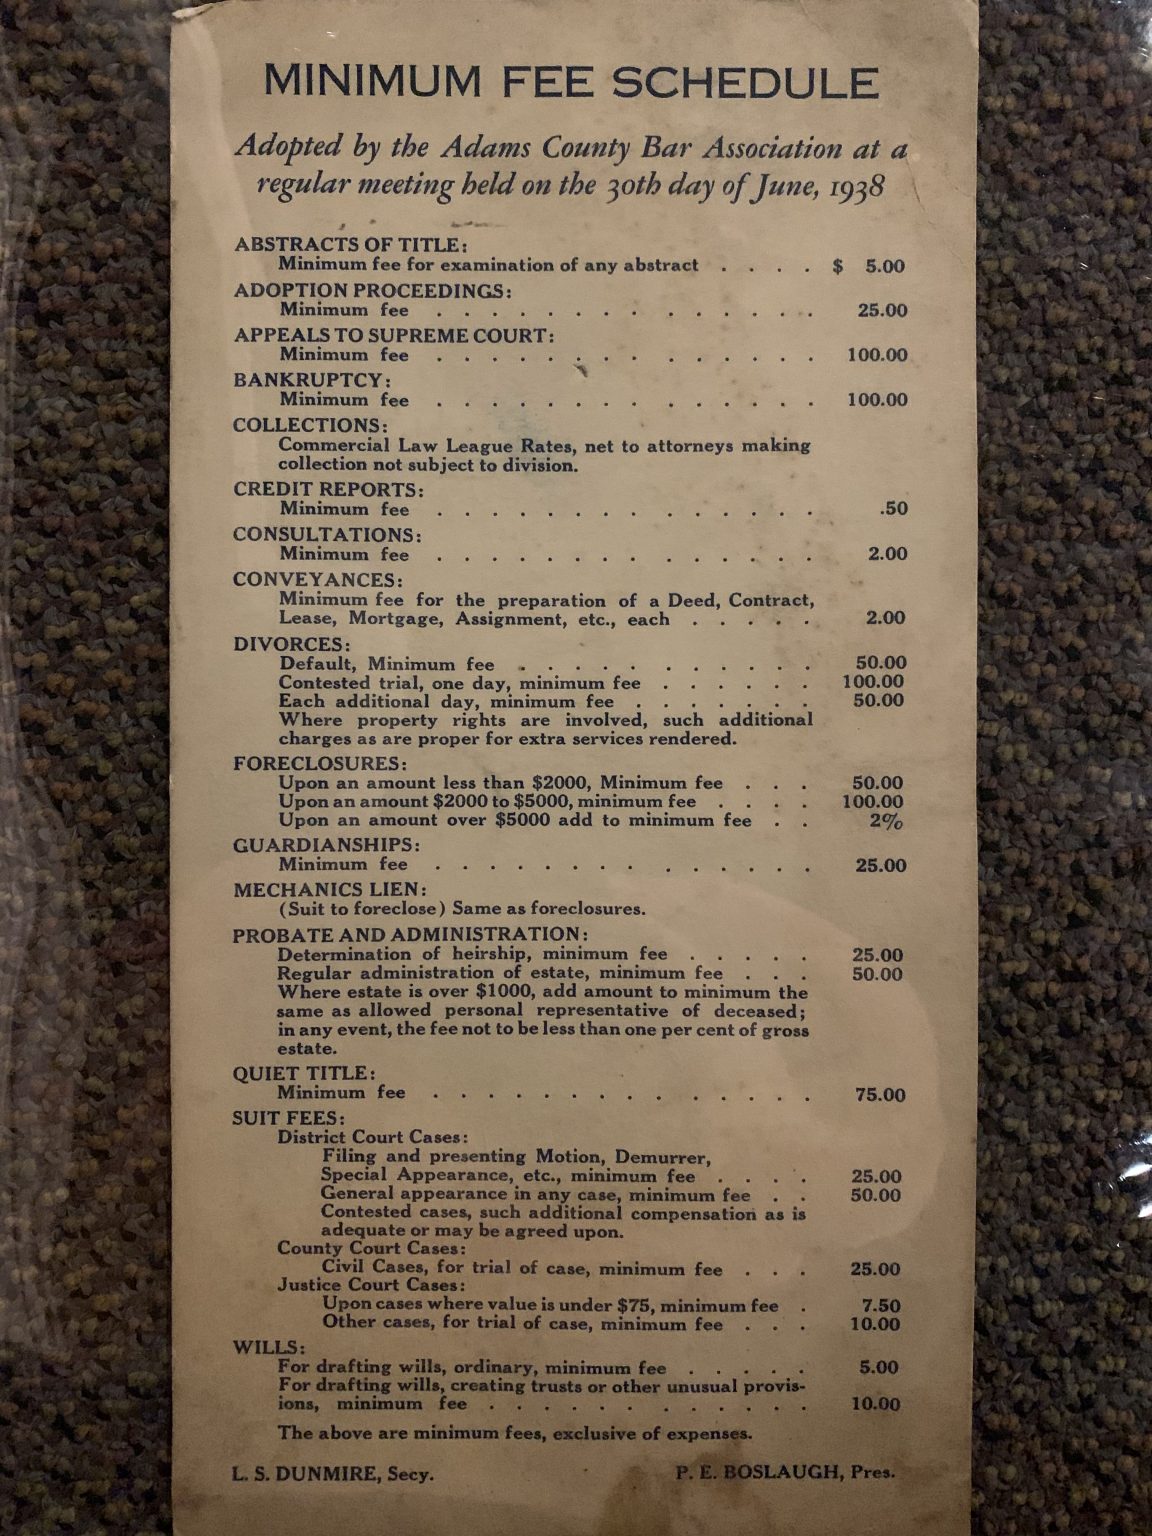 MINIMUM FEE SCHEDULE
Adopted by the Adams County Bar Association at a
regular meeting held on the 30th day of June, 1938
ABSTRACTS OF TITLE:
Minimum fee for examination of any abstract . . . . $ 5.00
ADOPTION PROCEEDINGS:
Minimum fee . . . . . . . . . . . . . . 25.00
APPEALS TO SUPREME COURT:
Minimum fee . . . . . . . . . . . . . . 100.00
BANKRUPTCY:
Minimum fee . . . . . . . . . . . . . . 100.00
COLLECTIONS:
Commercial Law League Rates, net to attorneys making
collection not subject to division.
CREDIT REPORTS:
Minimum fee . . . . . . . . . . . . . . .50
CONSULTATIONS:
Minimum fee . . . . . . . . . . . . . . 2.00
CONVEYANCES:
Minimum fee for the preparation of a Deed, Contract,
Lease, Mortgage, Assignment, etc., each . . . . . 2.00
DIVORCES:
Default, Minimum fee . . . . . . . . . . . 50.00
Contested trial, one day, minimum fee . . . . . . 100.00
Each additional day, minimum fee . . . . . . . 50.00
Where property rights are involved, such additional
charges as are proper for extra services rendered.
FORECLOSURES:
Upon an amount less than $2000, Minimum fee . . . 50.00
Upon an amount $2000 to $5000, minimum fee . . . . 100.00
Upon an amount over $5000 add to minimum fee . . 2%
GUARDIANSHIPS:
Minimum fee . . . . . . . . . . . . . . 25.00
MECHANICS LIEN:
(Suit to foreclose) Same as foreclosures.
PROBATE AND ADMINISTRATION:
Determination of heirship, minimum fee . . . . . 25.00
Regular administration of estate, minimum fee . . . 50.00
Where estate is over $1000, add amount to minimum the
same as allowed personal representative of deceased;
in any event, the fee not to be less than one per cent of gross
estate.
QUIET TITLE:
Minimum fee . . . . . . . . . . . . . . 75.00
SUIT FEES:
District Court Cases:
Filing and presenting Motion, Demurrer,
Special Appearance, etc., minimum fee . . . . 25.00
General appearance in any case, minimum fee . . 50.00
Contested cases, such additional compensation as is
adequate or may be agreed upon.
County Court Cases:
Civil Cases, for trial of case, minimum fee . . . 25.00
Justice Court Cases:
Upon cases where value is under $75, minimum fee . 7.50
Other cases, for trial of case, minimum fee . . . 10.00
WILLS:
For drafting wills, ordinary, minimum fee . . . . . 5.00
For drafting wills, creating trusts or other unusual provis-
ions, minimum fee . . . . . . . . . . . . 10.00
The above are minimum fees, exclusive of expenses.
L. S. DUNMIRE, Secy. P. E. BOSLAUGH, Pres.